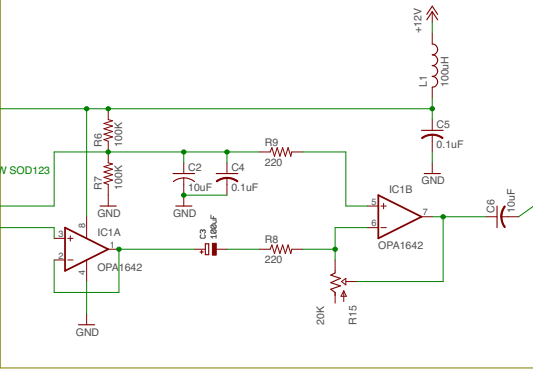 +12V
L1
100uH
R6
100K
C5
0.1uF
R9
220
W SOD123
R7
100K
C2
10uF
C4
0.1uF
GND
GND
GND
IC1B
5
6
7
OPA1642
C6
10uF
8
IC1A
3
2
1
4
OPA1642
C3
100uF
R8
220
20K
R15
GND